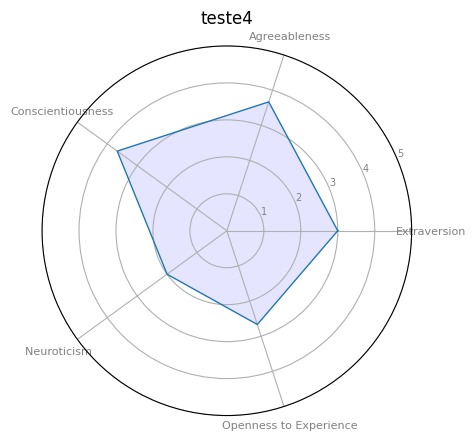 teste4
Agreeableness
Conscientiousness
5
4
3
2
1
Extraversion
Neuroticism
Openness to Experience